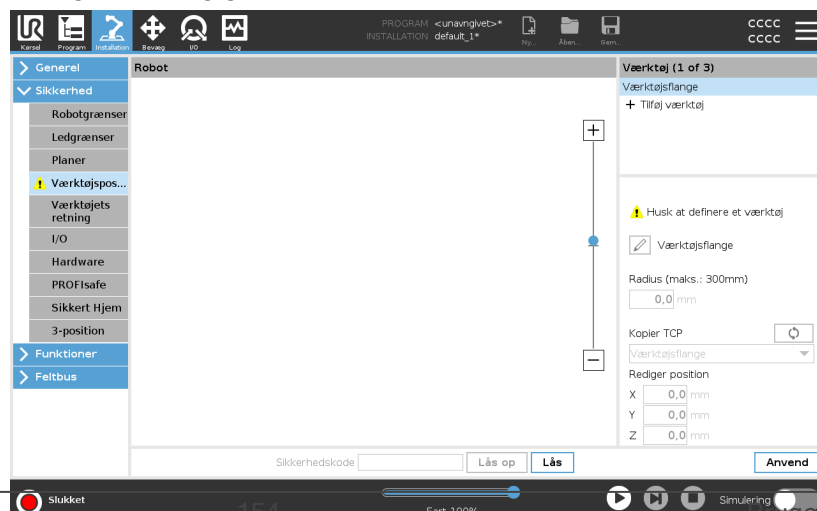 PROGRAM <unavngivet>*
INSTALLATION default_1*
Kørsel Program Installation Bevæg I/O Log Ny... Åben... Gem...
cccc
cccc
Generel
Robot
Værktøj (1 of 3)
Sikkerhed
Værktøjsflange
+ Tilføj værktøj
Robotgrænser
Ledgrænser
Planer
Værktøjspos...
Værktøjets
retning
I/O
Hardware
PROFIsafe
Sikkert Hjem
3-position
Funktioner
Feltbus
Husk at definere et værktøj
Værktøjsflange
Radius (maks.: 300mm)
0,0 mm
Kopier TCP
Værktøjsflange
Rediger position
X 0,0 mm
Y 0,0 mm
Z 0,0 mm
Sikkerhedskode Lås op Lås
Anvend
Slukket
Simulering
154